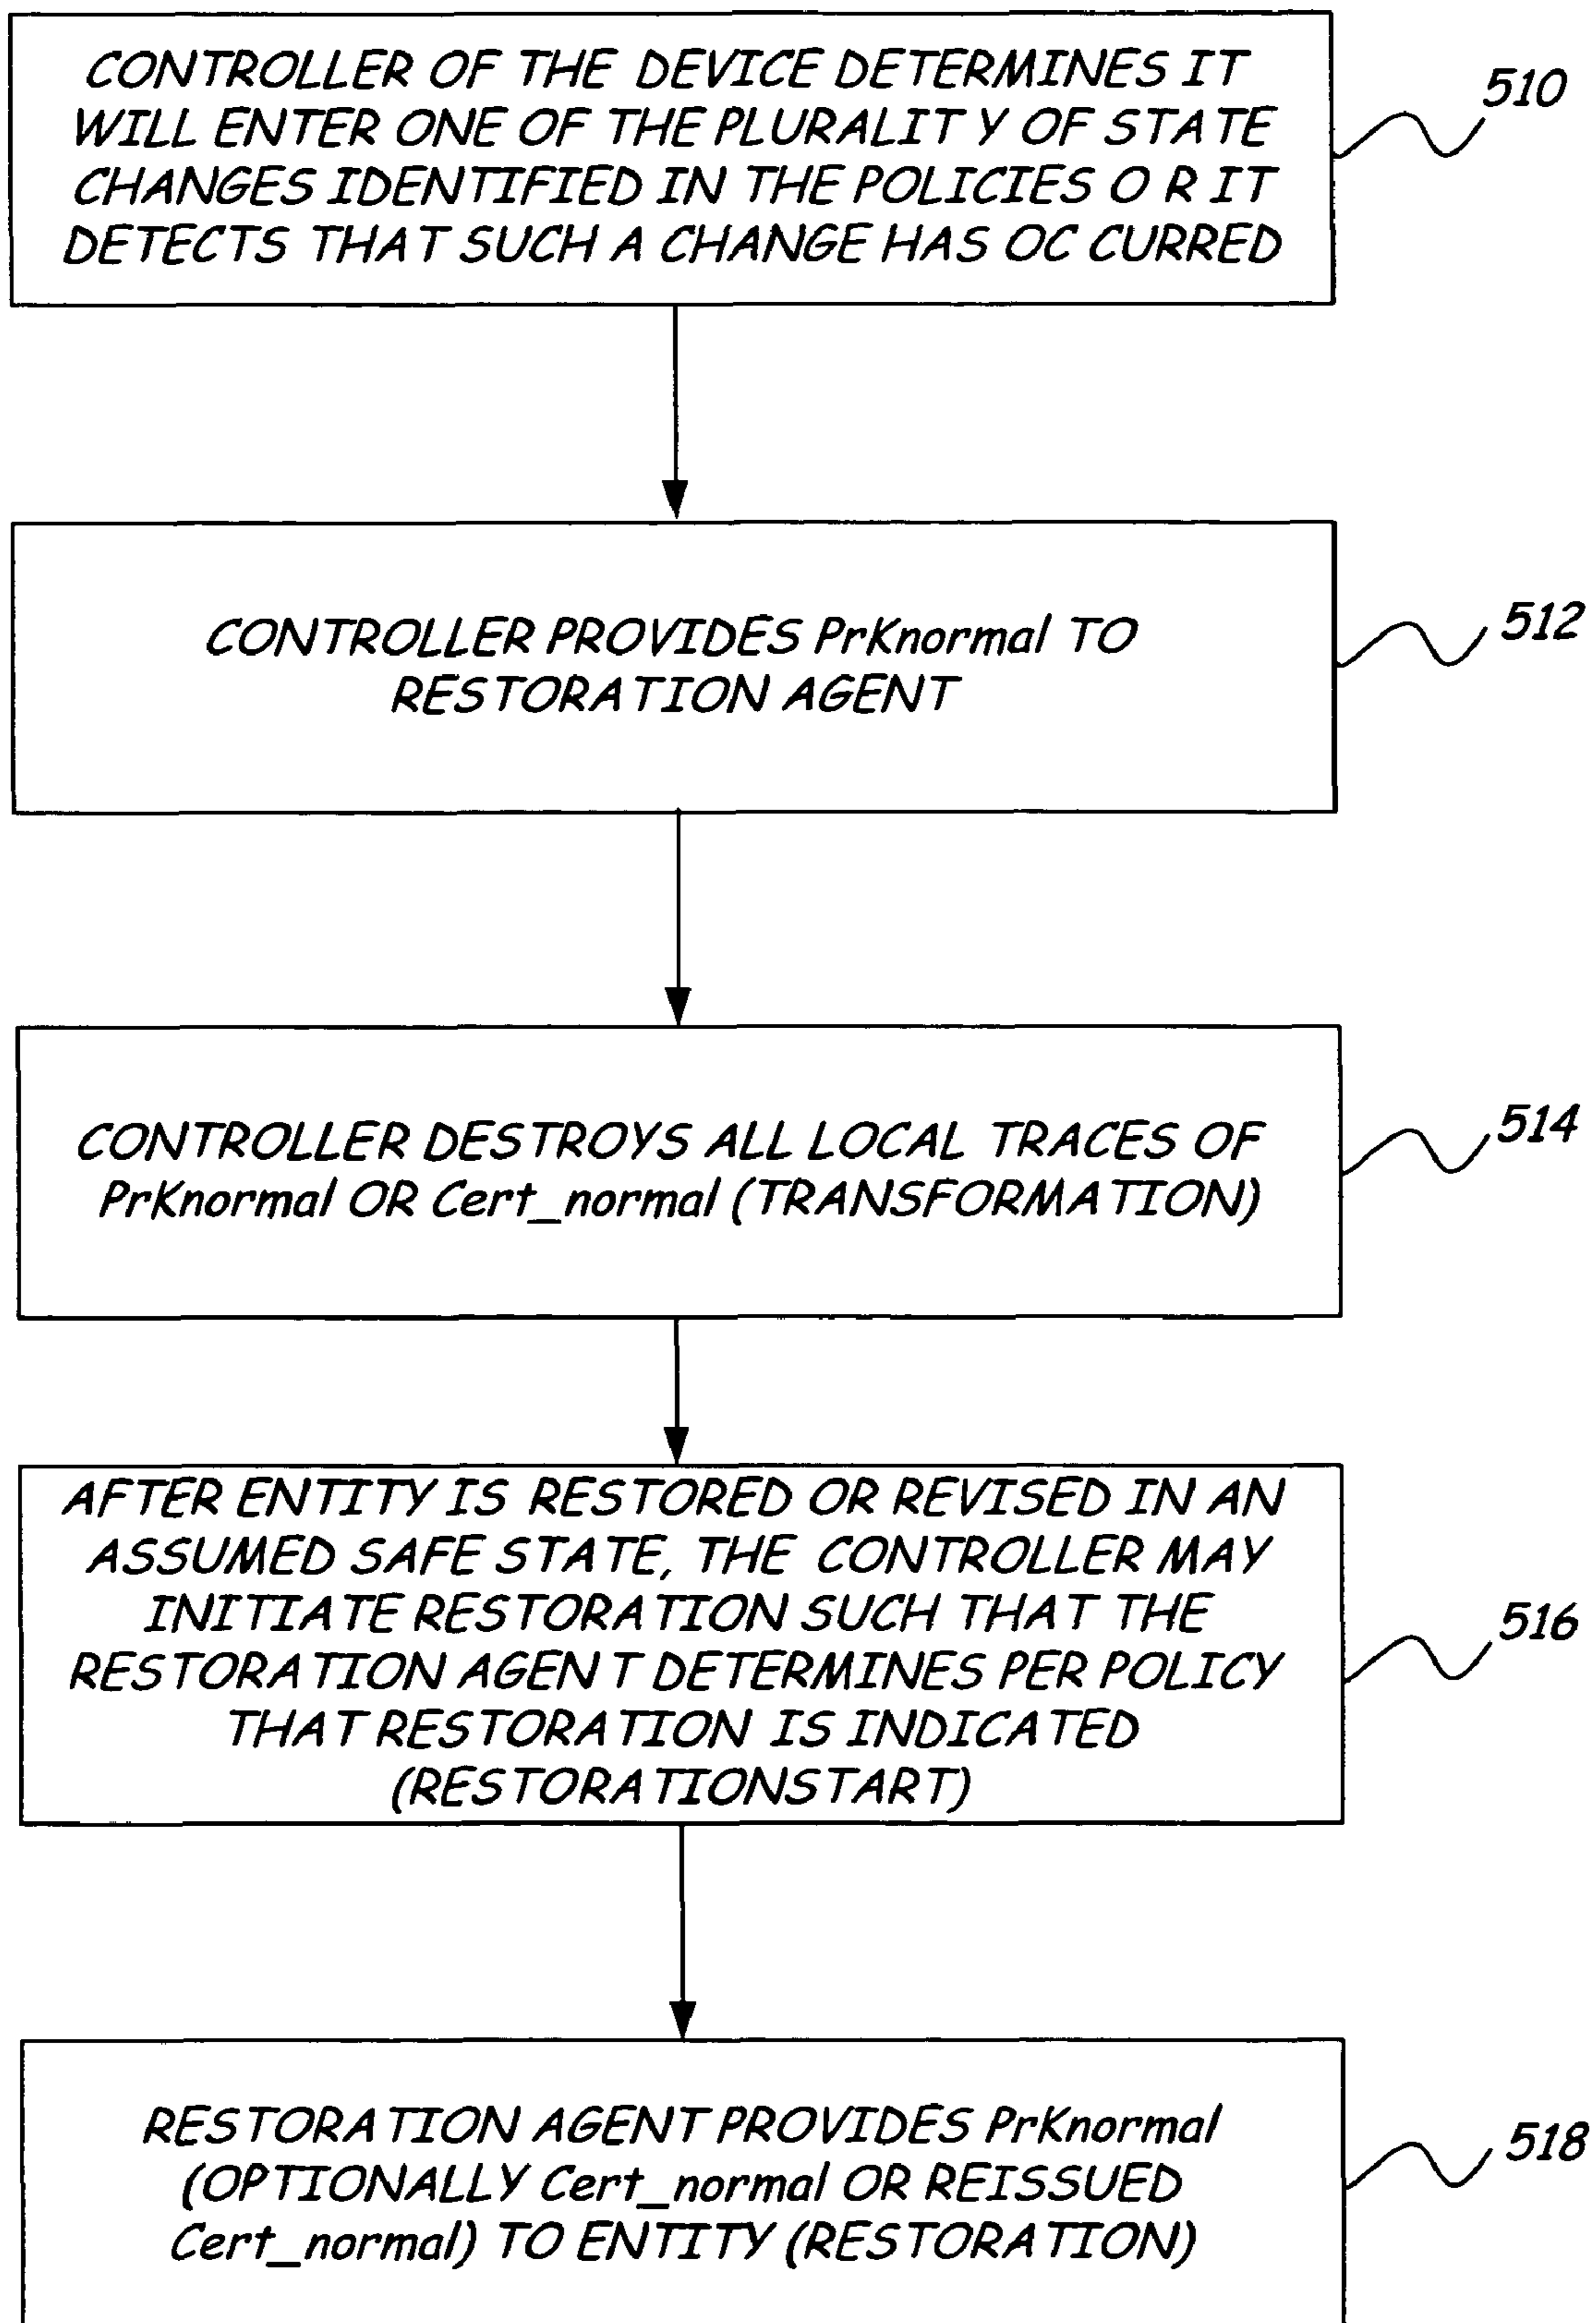 CONTROLLER OF THE DEVICE DETERMINES IT
WILL ENTER ONE OF THE PLURALIT Y OF STATE
CHANGES IDENTIFIED IN THE POLICIES O R IT
DETECTS THAT SUCH A CHANGE HAS OC CURRED
510
CONTROLLER PROVIDES PrKnormal TO
RESTORATION AGENT
512
CONTROLLER DESTROYS ALL LOCAL TRACES OF
PrKnormal OR Cert_normal (TRANSFORMATION)
514
AFTER ENTITY IS RESTORED OR REVISED IN AN
ASSUMED SAFE STATE, THE CONTROLLER MAY
INITIATE RESTORATION SUCH THAT THE
RESTORATION AGEN T DETERMINES PER POLICY
THAT RESTORATION IS INDICATED
(RESTORATIONSTART)
516
RESTORATION AGENT PROVIDES PrKnormal
(OPTIONALLY Cert_normal OR REISSUED
Cert_normal) TO ENTITY (RESTORATION)
518